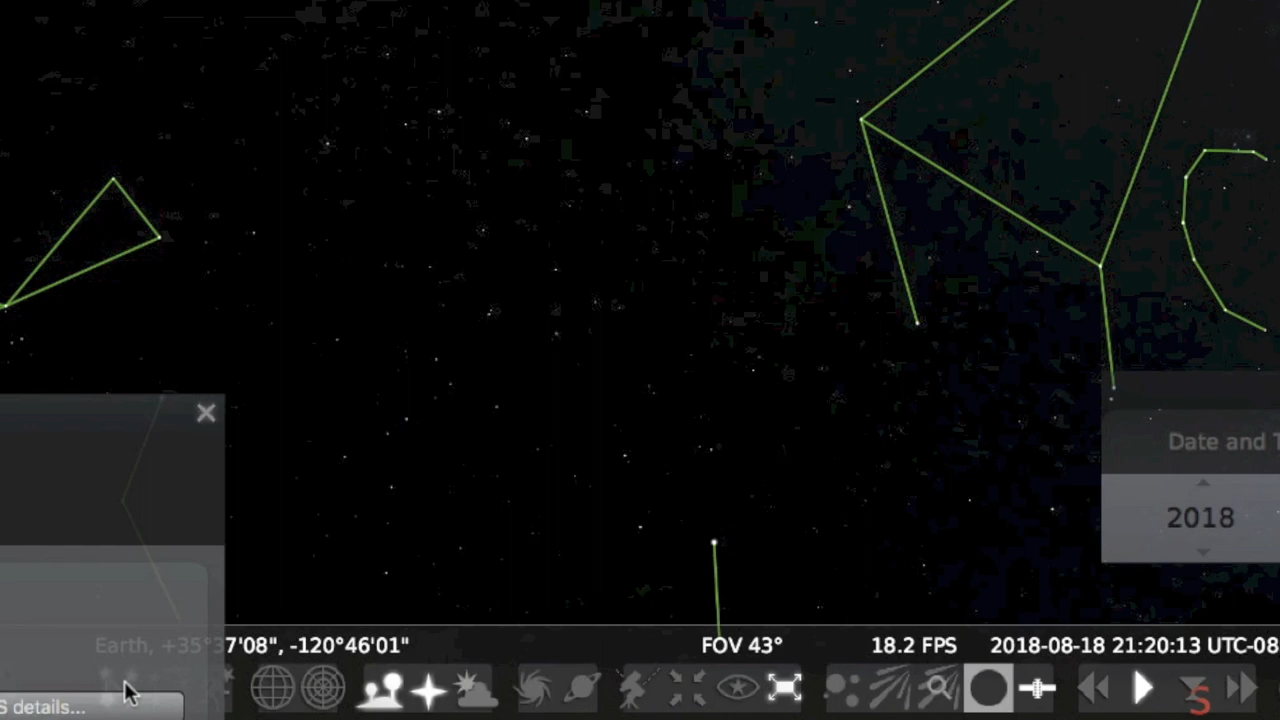 Date and T
2018
Earth, +35°37'08", -120°46'01" FOV 43° 18.2 FPS 2018-08-18 21:20:13 UTC-08
S
S details...